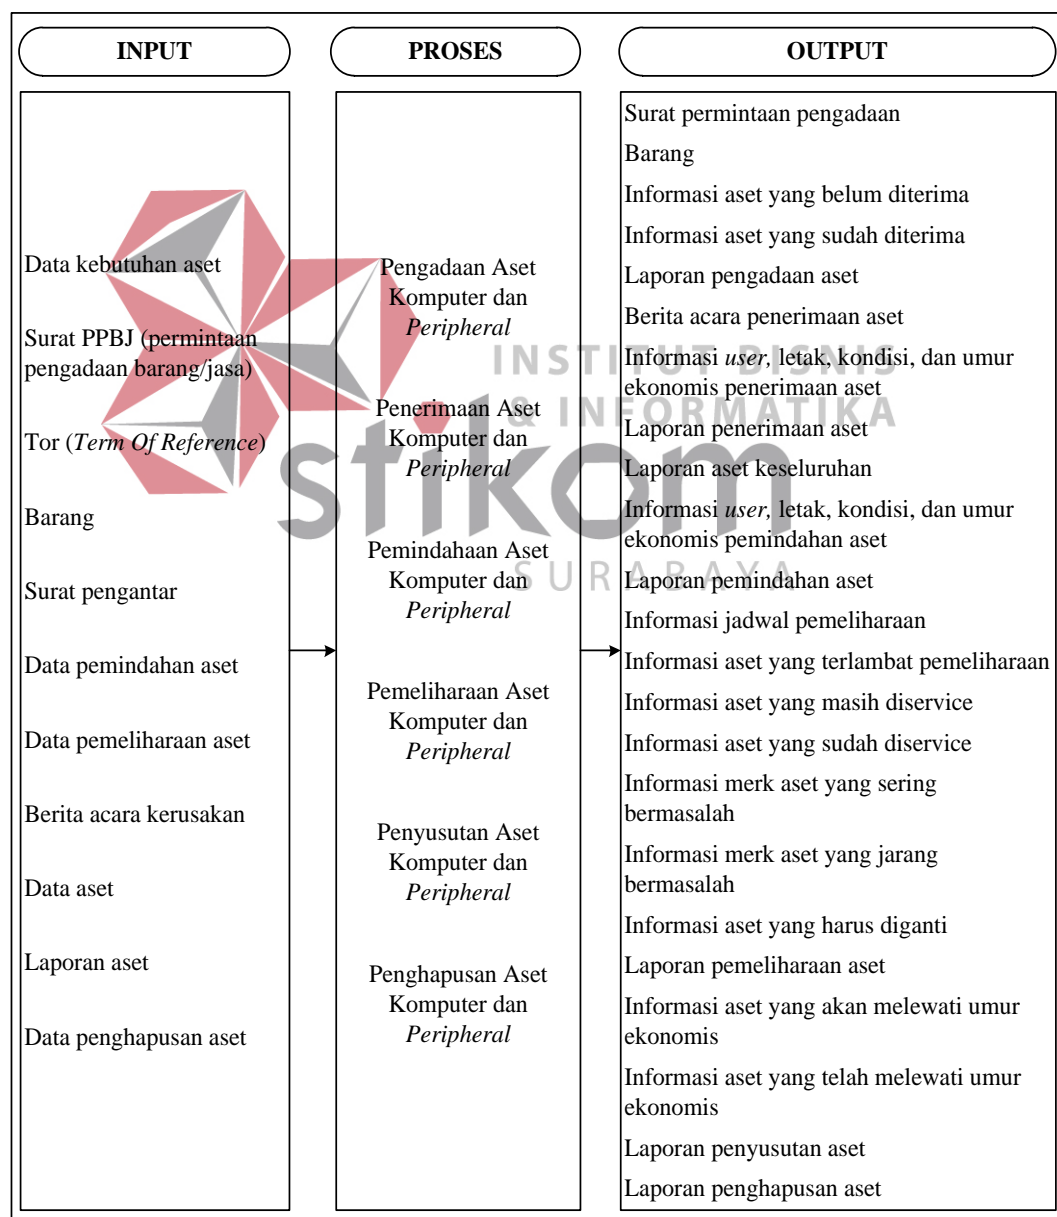 INPUT
Data kebutuhan aset
Surat PPBJ (permintaan
pengadaan barang/jasa)
Tor (Term Of Reference)
Barang
Surat pengantar
Data pemindahan aset
Data pemeliharaan aset
Berita acara kerusakan
Data aset
Laporan aset
Data penghapusan aset
PROSES
Pengadaan Aset
Komputer dan
Peripheral
Penerimaan Aset
Komputer dan
Peripheral
Pemindahaan Aset
Komputer dan
Peripheral
Pemeliharaan Aset
Komputer dan
Peripheral
Penyusutan Aset
Komputer dan
Peripheral
Penghapusan Aset
Komputer dan
Peripheral
OUTPUT
Surat permintaan pengadaan
Barang
Informasi aset yang belum diterima
Informasi aset yang sudah diterima
Laporan pengadaan aset
Berita acara penerimaan aset
Informasi user, letak, kondisi, dan umur
ekonomis penerimaan aset
Laporan penerimaan aset
Laporan aset keseluruhan
Informasi user, letak, kondisi, dan umur
ekonomis pemindahan aset
Laporan pemindahan aset
Informasi jadwal pemeliharaan
Informasi aset yang terlambat pemeliharaan
Informasi aset yang masih diservice
Informasi aset yang sudah diservice
Informasi merk aset yang sering
bermasalah
Informasi merk aset yang jarang
bermasalah
Informasi aset yang harus diganti
Laporan pemeliharaan aset
Informasi aset yang akan melewati umur
ekonomis
Informasi aset yang telah melewati umur
ekonomis
Laporan penyusutan aset
Laporan penghapusan aset
INSTITUT BISNIS
& INFORMATIKA
stikom
SURABAYA